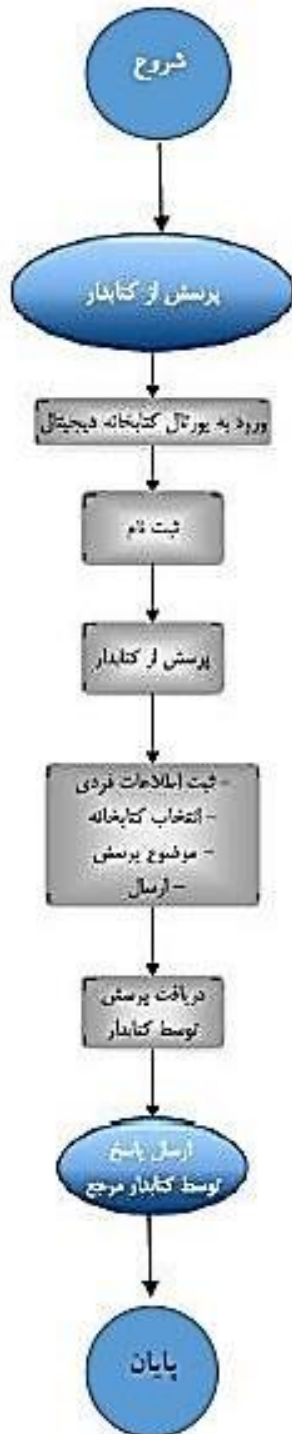 شروع
پرسش از کتابدار
ورود به پورتال کتابخانه دیجیتال
ثبت نام
پرسش از کتابدار
- ثبت اطلاعات فردی
- انتخاب کتابخانه
- موضوع پرسش
- ارسال
دریافت پرسش
توسط کتابدار
ارسال پاسخ
توسط کتابدار مرجع
پایان